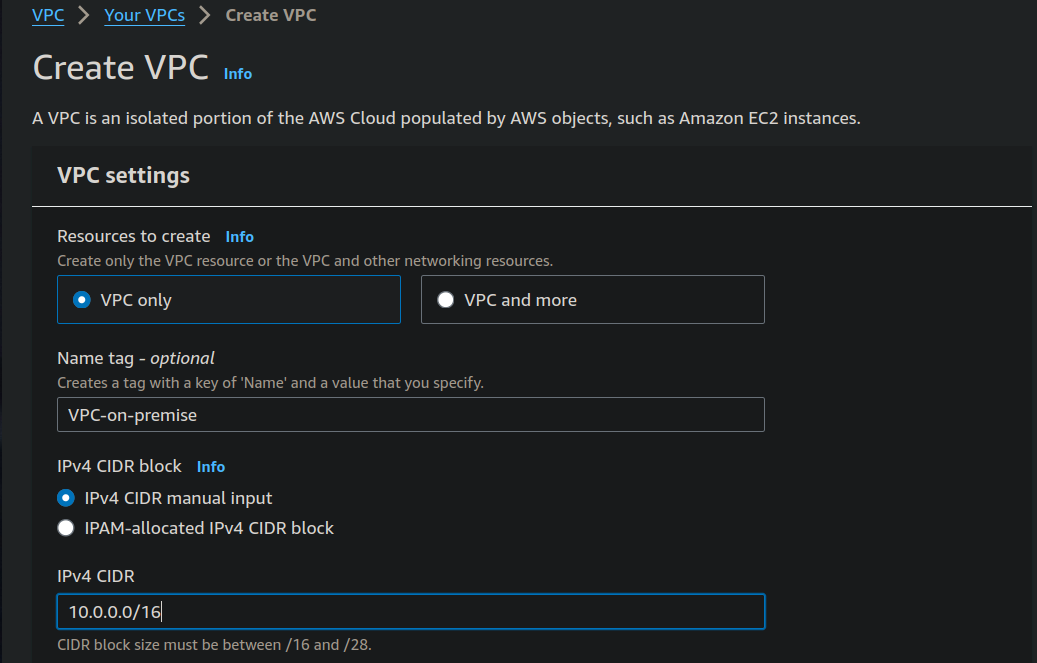 VPC > Your VPCs > Create VPC
Create VPC Info
A VPC is an isolated portion of the AWS Cloud populated by AWS objects, such as Amazon EC2 instances.
VPC settings
Resources to create Info
Create only the VPC resource or the VPC and other networking resources.
VPC only VPC and more
Name tag - optional
Creates a tag with a key of 'Name' and a value that you specify.
VPC-on-premise
IPv4 CIDR block Info
IPv4 CIDR manual input
IPAM-allocated IPv4 CIDR block
IPv4 CIDR
10.0.0.0/16
CIDR block size must be between /16 and /28.